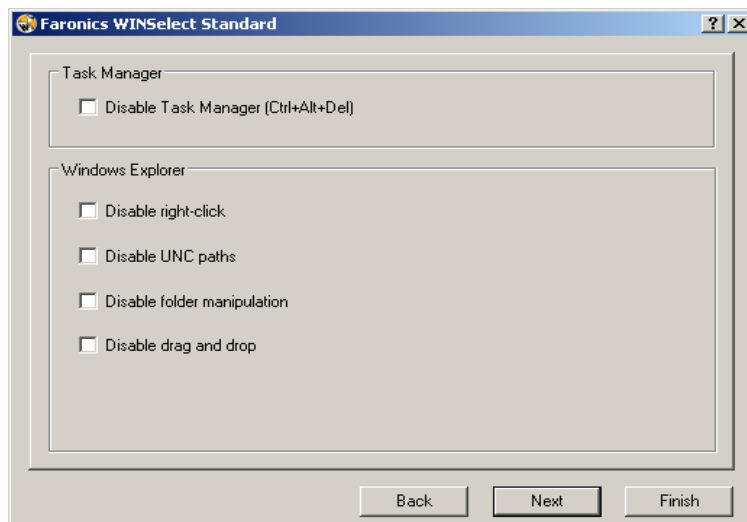 Faronics WINSelect Standard
Task Manager
Disable Task Manager (Ctrl+Alt+Del)
Windows Explorer
Disable right-click
Disable UNC paths
Disable folder manipulation
Disable drag and drop
Back Next Finish